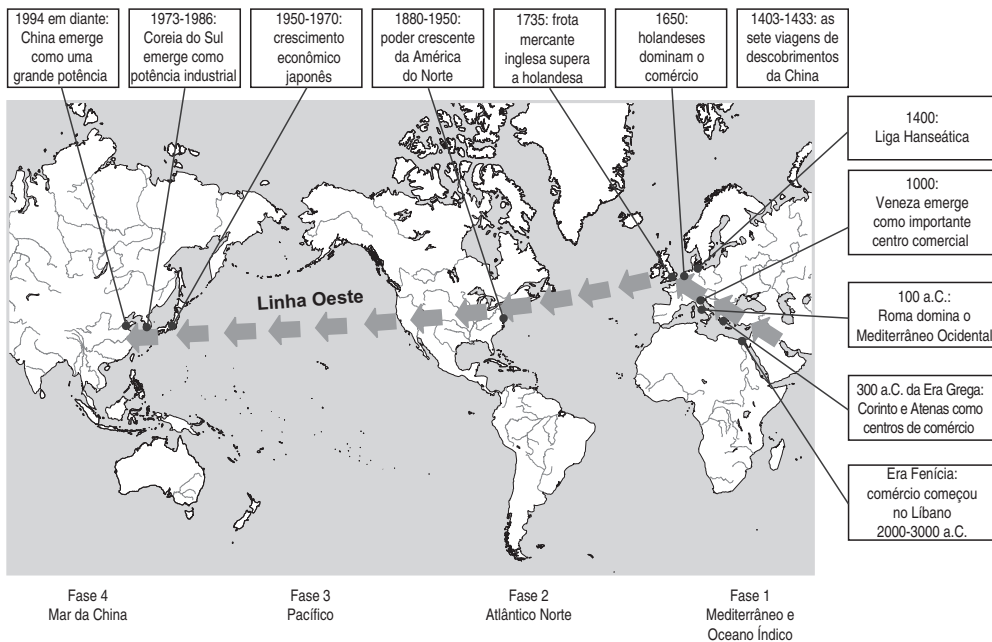 1994 em diante:
China emerge
como uma
grande potência
1973-1986:
Coreia do Sul
emerge como
potência industrial
1950-1970:
crescimento
econômico
japonês
1880-1950:
poder crescente
da América
do Norte
1735: frota
mercante
inglesa supera
a holandesa
1650:
holandeses
dominam o
comércio
1403-1433: as
sete viagens de
descobrimentos
da China
1400:
Liga Hanseática
1000:
Veneza emerge
como importante
centro comercial
100 a.C.:
Roma domina o
Mediterrâneo Ocidental
300 a.C. da Era Grega:
Corinto e Atenas como
centros de comércio
Era Fenícia:
comércio começou
no Líbano
2000-3000 a.C.
Linha Oeste
Fase 4
Mar da China
Fase 3
Pacífico
Fase 2
Atlântico Norte
Fase 1
Mediterrâneo e
Oceano Índico